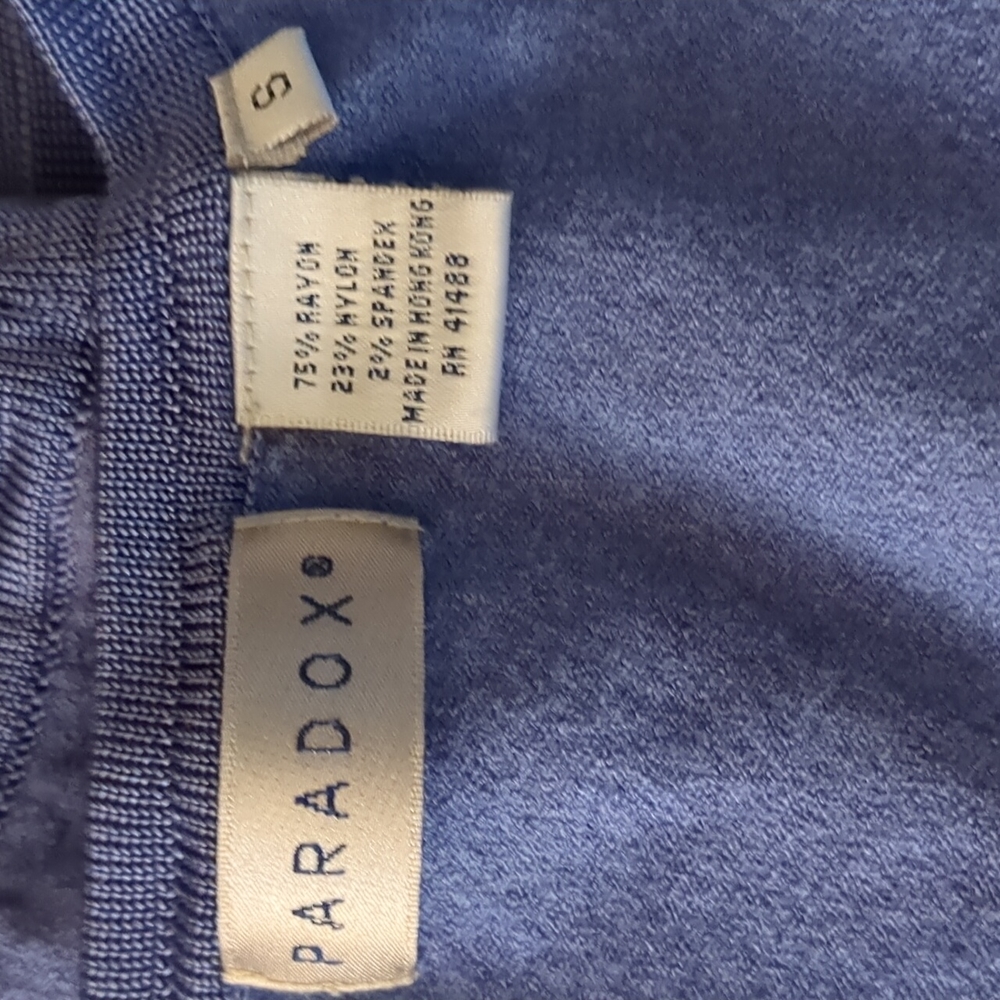 S
75% RAYON
23% NYLON
2% SPANDEX
MADE IN HONG KONG
RN 41488
PARADOX®